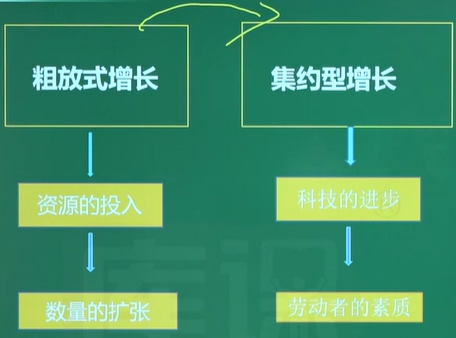 粗放式增长
集约型增长
资源的投入
科技的进步
数量的扩张
劳动者的素质